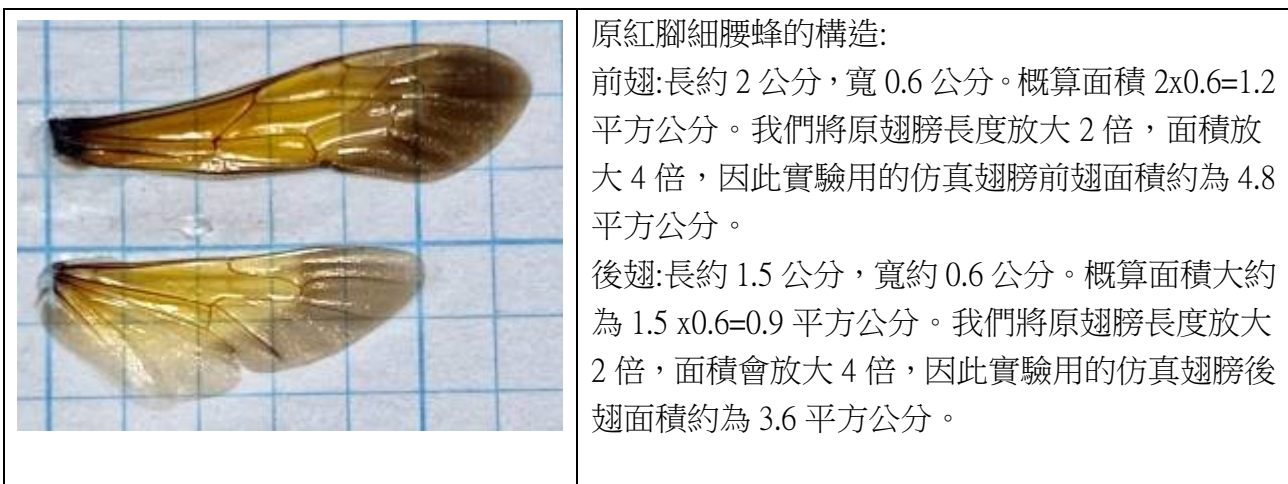 原紅腳細腰蜂的構造:
前翅:長約 2 公分，寬 0.6 公分。概算面積 2x0.6=1.2
平方公分。我們將原翅膀長度放大 2 倍，面積放
大 4 倍，因此實驗用的仿真翅膀前翅面積約為 4.8
平方公分。
後翅:長約 1.5 公分，寬約 0.6 公分。概算面積大約
為 1.5 x0.6=0.9 平方公分。我們將原翅膀長度放大
2 倍，面積會放大 4 倍，因此實驗用的仿真翅膀後
翅面積約為 3.6 平方公分。